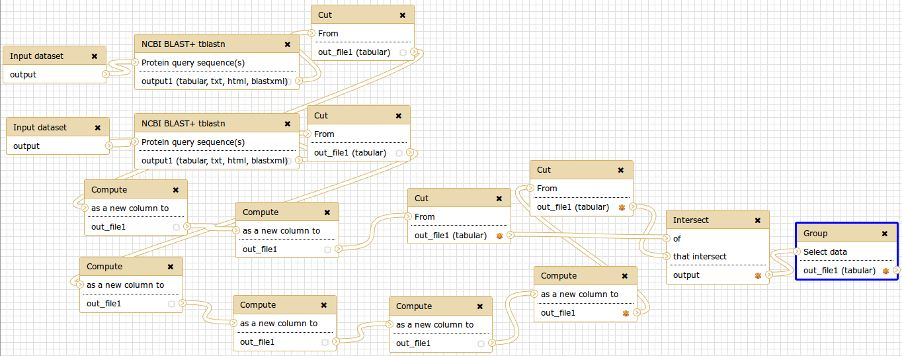 Cut
From
out_file1 (tabular)
Input dataset
output
NCBI BLAST+ tblastn
Protein query sequence(s)
output1 (tabular, txt, html, blastxml)
Cut
From
out_file1 (tabular)
Input dataset
output
NCBI BLAST+ tblastn
Protein query sequence(s)
output1 (tabular, txt, html, blastxml)
Compute
as a new column to
out_file1
Compute
as a new column to
out_file1
Cut
From
out_file1 (tabular)
Cut
From
out_file1 (tabular)
Intersect
of
that intersect
output
Group
Select data
out_file1 (tabular)
Compute
as a new column to
out_file1
Compute
as a new column to
out_file1
Compute
as a new column to
out_file1
Compute
as a new column to
out_file1